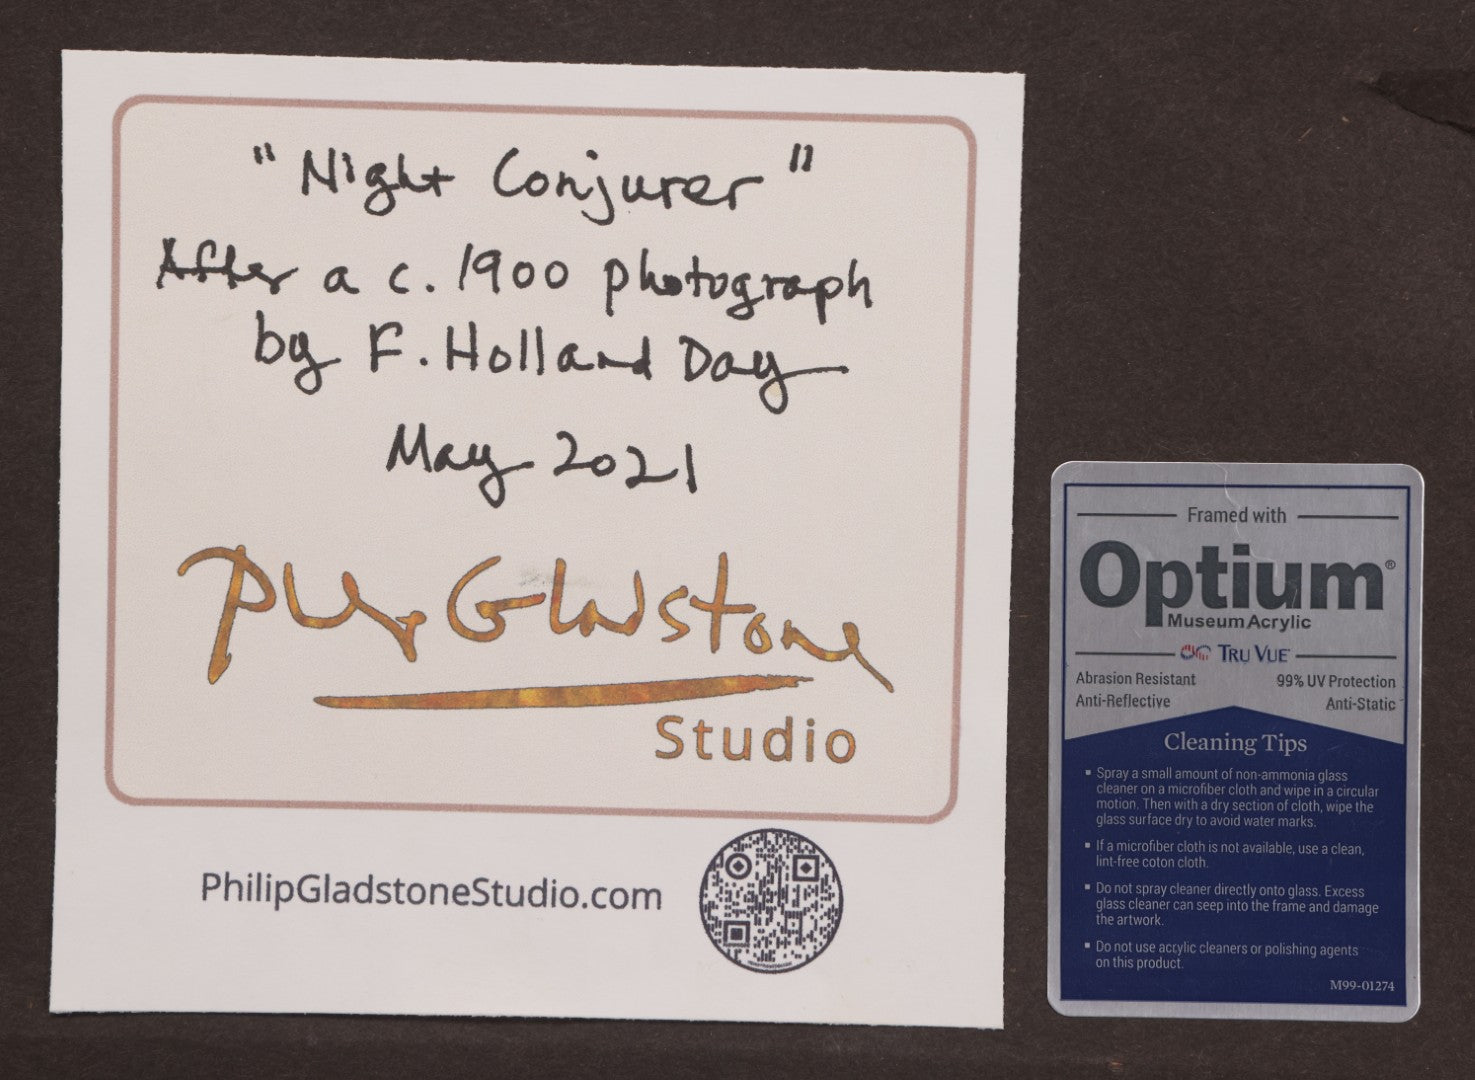 "Night Conjurer"
After a c. 1900 photograph
by F. Holland Day
May 2021
Philip Gladstone
Studio
PhilipGladstoneStudio.com
Framed with
Optium®
Museum Acrylic
TRU VUE®
Abrasion Resistant
99% UV Protection
Anti-Reflective
Anti-Static
Cleaning Tips
▪ Spray a small amount of non-ammonia glass
cleaner on a microfiber cloth and wipe in a circular
motion. Then with a dry section of cloth, wipe the
glass surface dry to avoid water marks.
▪ If a microfiber cloth is not available, use a clean,
lint-free coton cloth.
▪ Do not spray cleaner directly onto glass. Excess
glass cleaner can seep into the frame and damage
the artwork.
▪ Do not use acrylic cleaners or polishing agents
on this product.
M99-01274